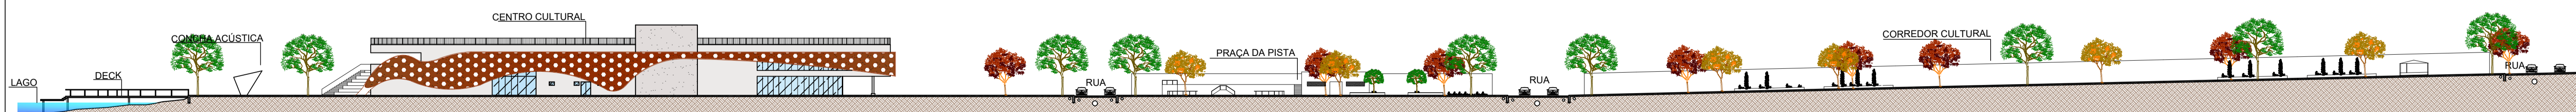 LAGO
DECK
CONCHA ACÚSTICA
CENTRO CULTURAL
RUA
PRAÇA DA PISTA
RUA
CORREDOR CULTURAL
RUA